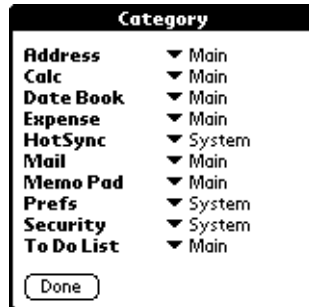 Category
Address Main
Calc Main
Date Book Main
Expense Main
HotSync System
Mail Main
Memo Pad Main
Prefs System
Security System
To Do List Main
Done